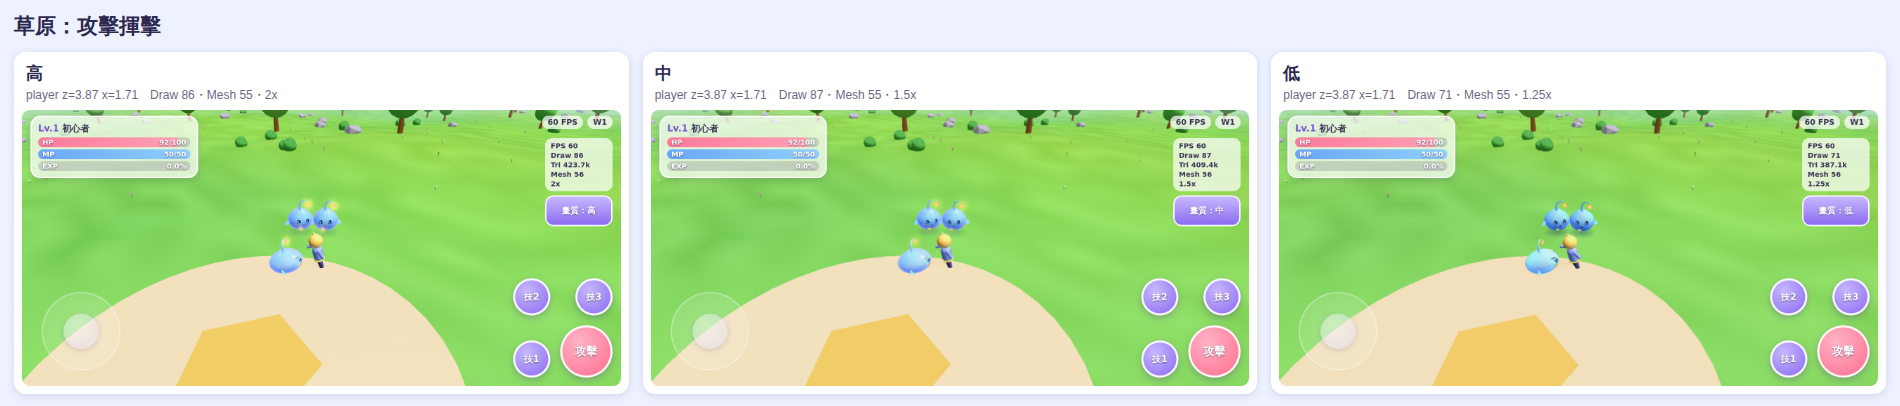 草原：攻擊揮擊
高
player z=3.87 x=1.71 Draw 86・Mesh 55・2x
Lv.1 初心者
HP 92/100
MP 50/50
EXP 0.0%
60 FPS W1
FPS 60
Draw 86
Tri 423.7k
Mesh 56
2x
畫質：高
技2 技3
技1 攻擊
中
player z=3.87 x=1.71 Draw 87・Mesh 55・1.5x
Lv.1 初心者
HP 92/100
MP 50/50
EXP 0.0%
60 FPS W1
FPS 60
Draw 87
Tri 409.4k
Mesh 56
1.5x
畫質：中
技2 技3
技1 攻擊
低
player z=3.87 x=1.71 Draw 71・Mesh 55・1.25x
Lv.1 初心者
HP 92/100
MP 50/50
EXP 0.0%
60 FPS W1
FPS 60
Draw 71
Tri 387.1k
Mesh 56
1.25x
畫質：低
技2 技3
技1 攻擊